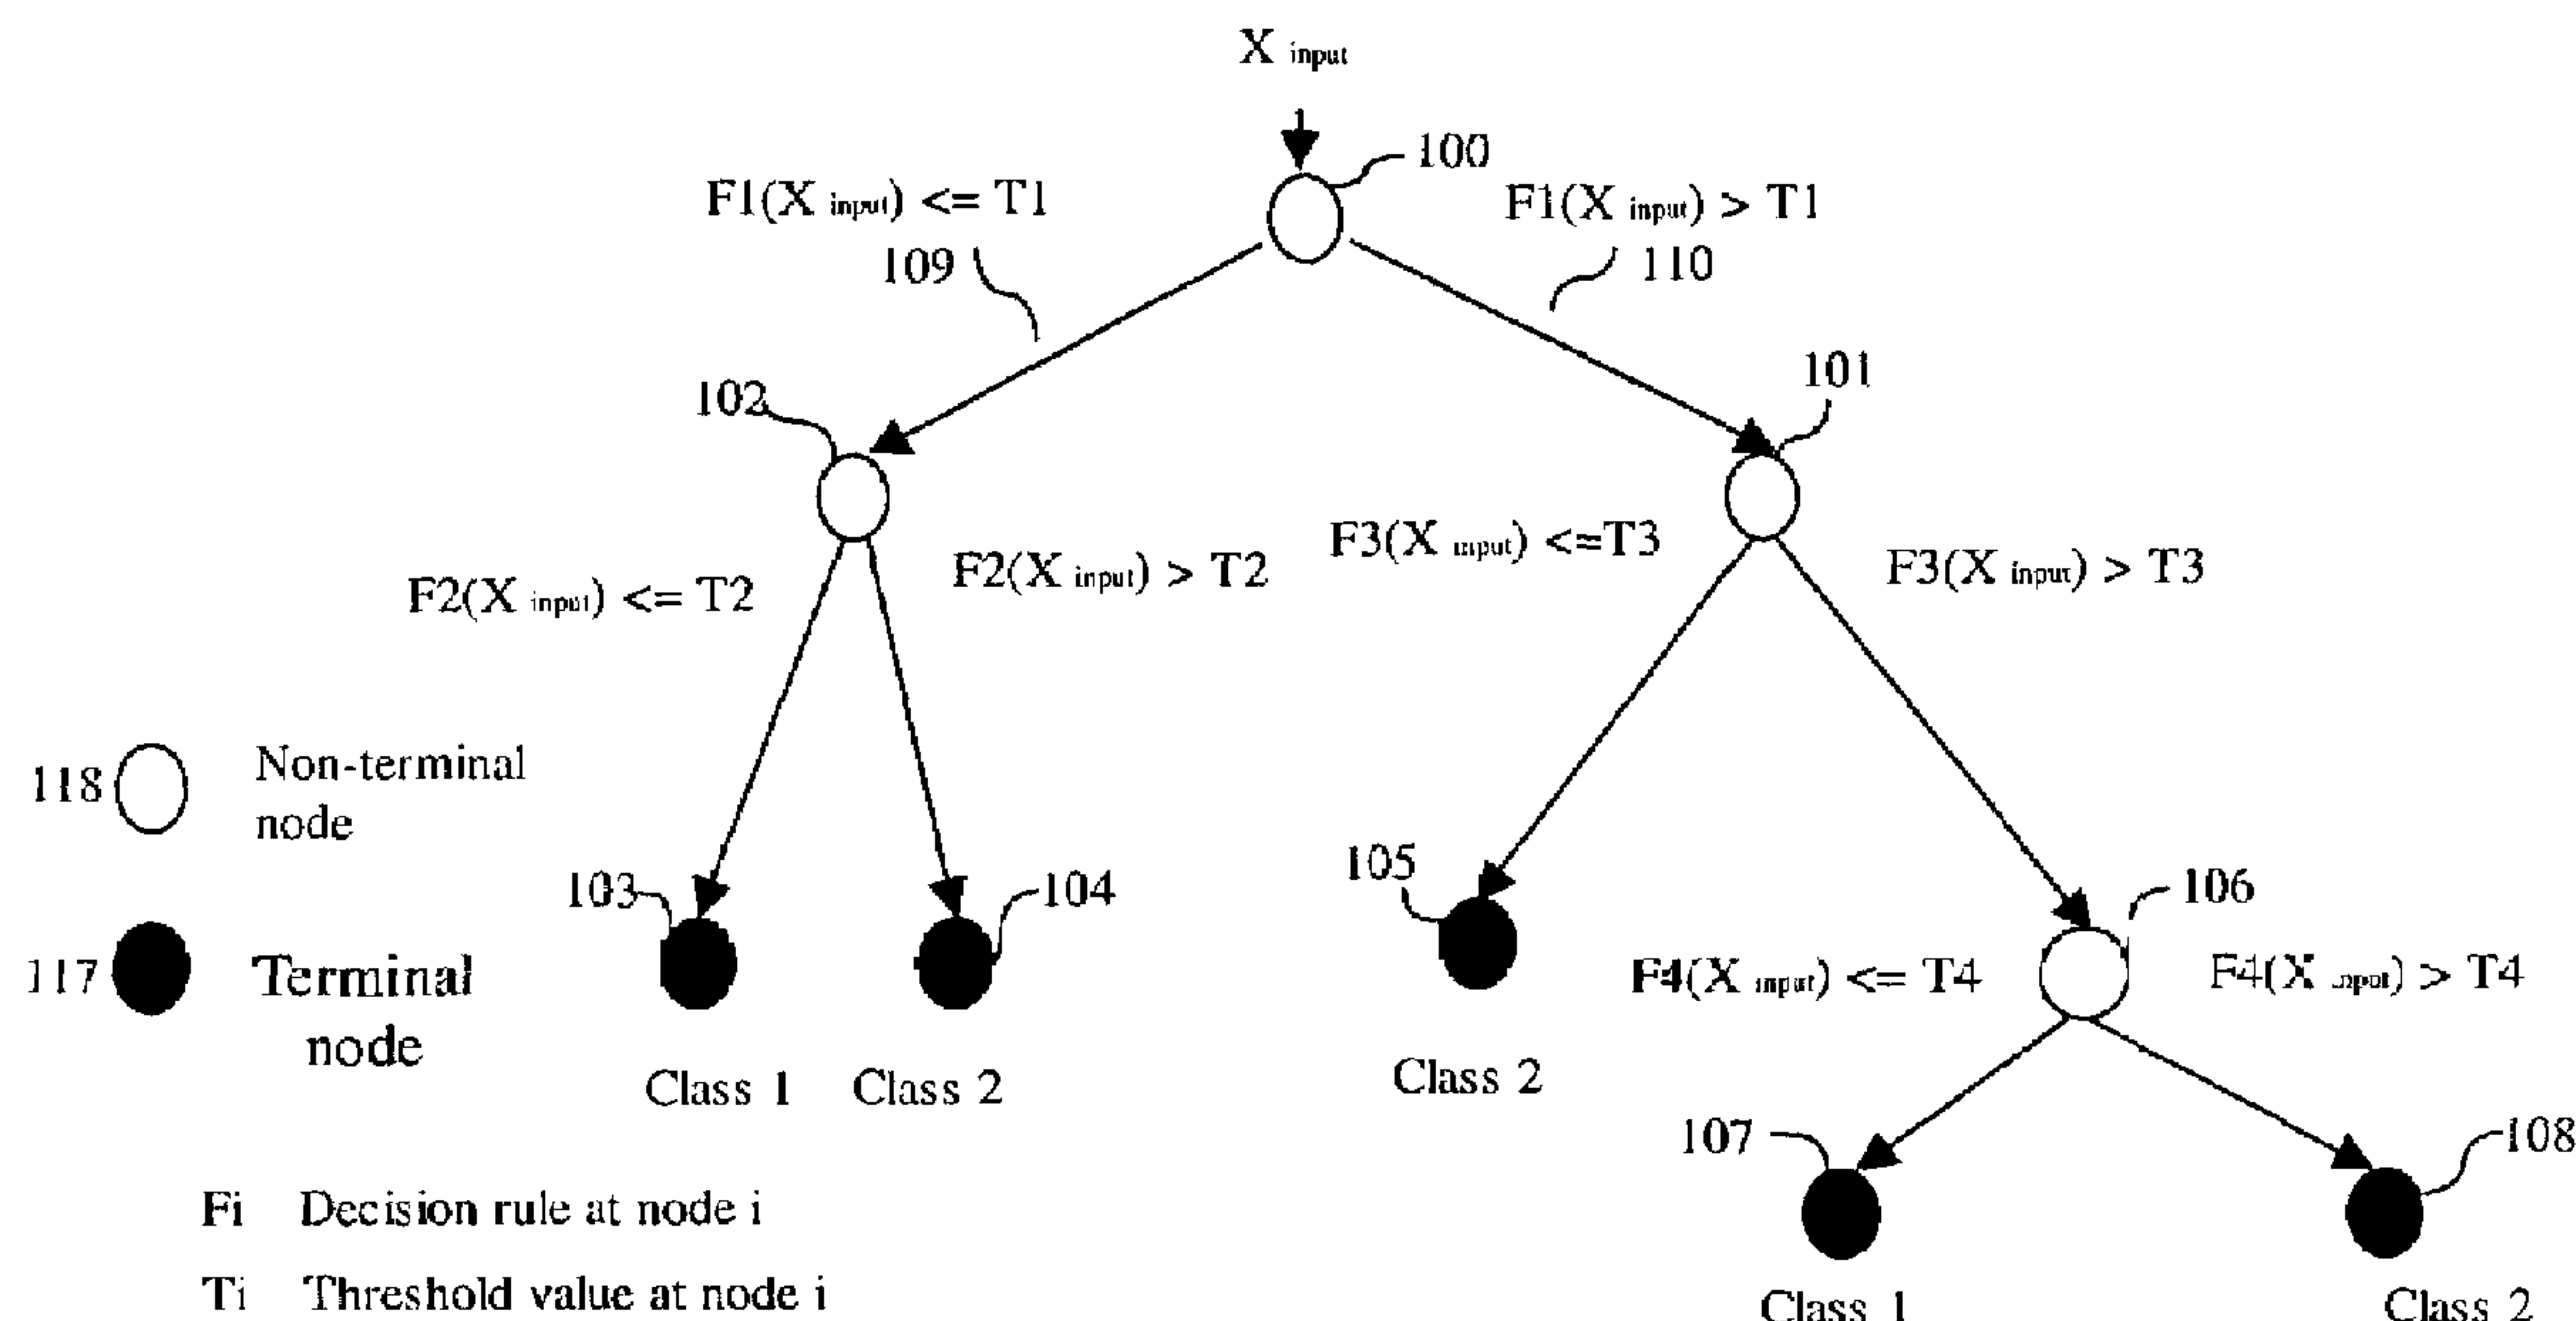 X input
100
F1(X input) <= T1
F1(X input) > T1
109
110
101
102
F3(X input) <=T3
F2(X input) > T2
F3(X input) > T3
F2(X input) <= T2
118
Non-terminal
node
105
103
104
106
117
Terminal
node
F4(X input) <= T4
F4(X input) > T4
Class 1
Class 2
Class 2
107
108
Fi Decision rule at node i
Ti Threshold value at node i
Class 1
Class 2